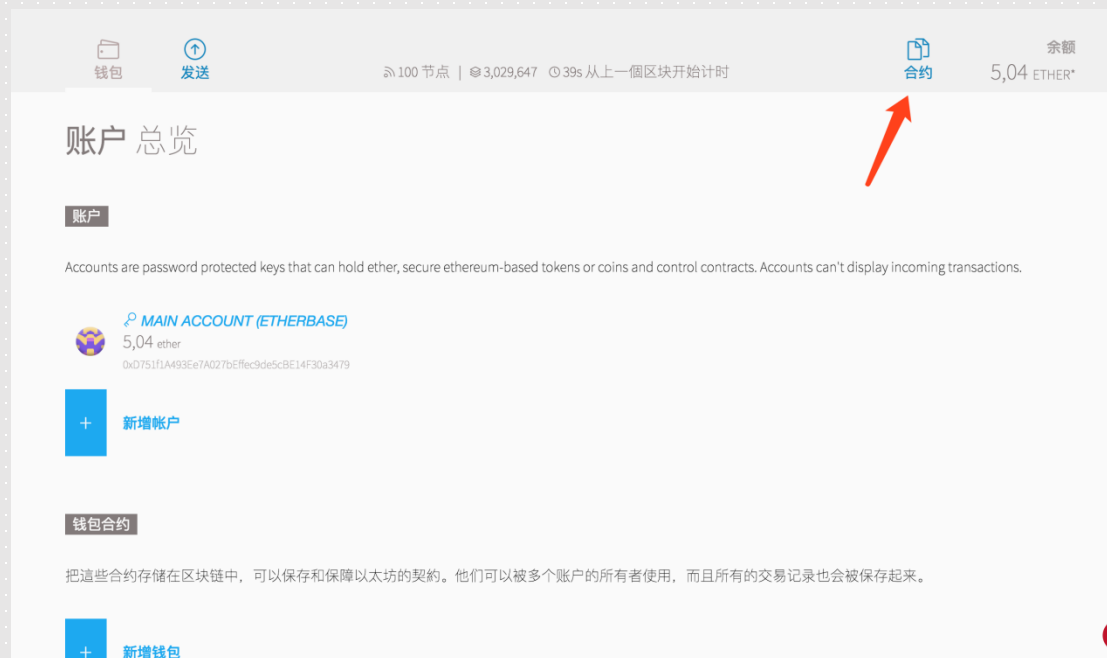 钱包 发送 100 节点 | 3,029,647 39s 从上一個区块开始计时 合约 余额
5,04 ETHER*
账户 总览
账户
Accounts are password protected keys that can hold ether, secure ethereum-based tokens or coins and control contracts. Accounts can't display incoming transactions.
MAIN ACCOUNT (ETHERBASE)
5,04 ether
0xD751f1A493Ee7A027bEffec9de5cBE14F30a3479
+ 新增帐户
钱包合约
把這些合约存储在区块链中，可以保存和保障以太坊的契約。他们可以被多个账户的所有者使用，而且所有的交易记录也会被保存起来。
+ 新增钱包